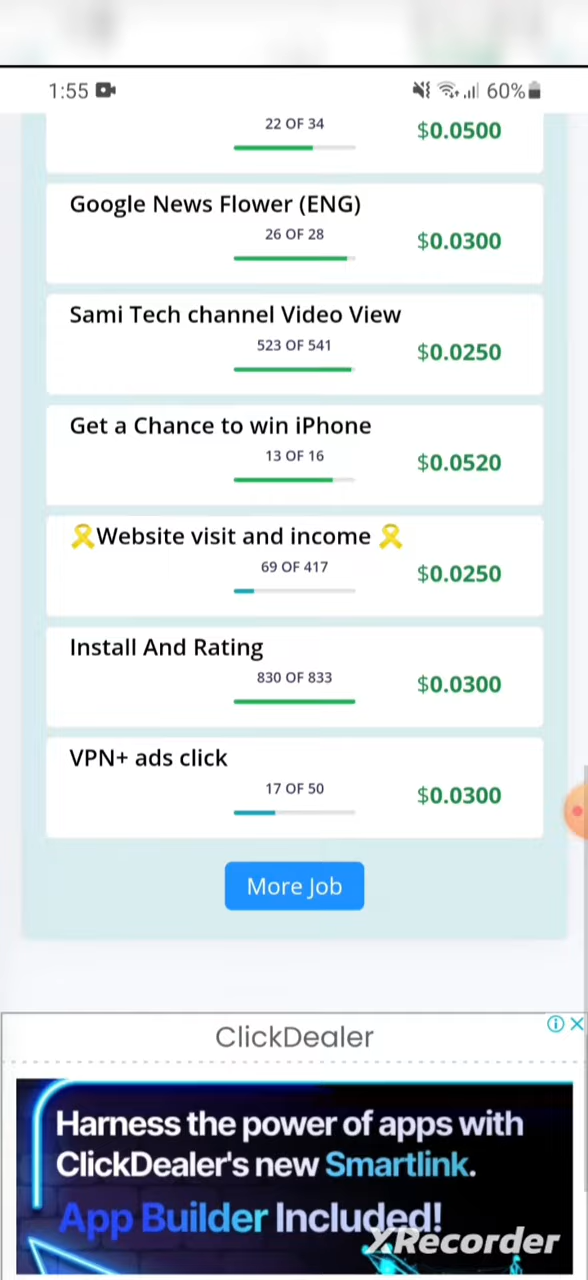 1:55 60%
22 OF 34 $0.0500
Google News Flower (ENG)
26 OF 28 $0.0300
Sami Tech channel Video View
523 OF 541 $0.0250
Get a Chance to win iPhone
13 OF 16 $0.0520
🎗Website visit and income 🎗
69 OF 417 $0.0250
Install And Rating
830 OF 833 $0.0300
VPN+ ads click
17 OF 50 $0.0300
More Job
ClickDealer
Harness the power of apps with
ClickDealer's new Smartlink.
App Builder Included!
XRecorder